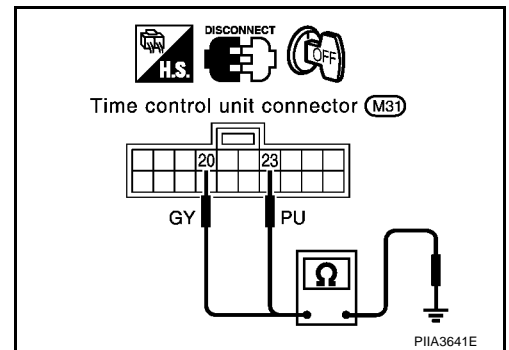 DISCONNECT
H.S.
OFF
Time control unit connector (M31)
20 23
GY PU
Ω
PIIA3641E